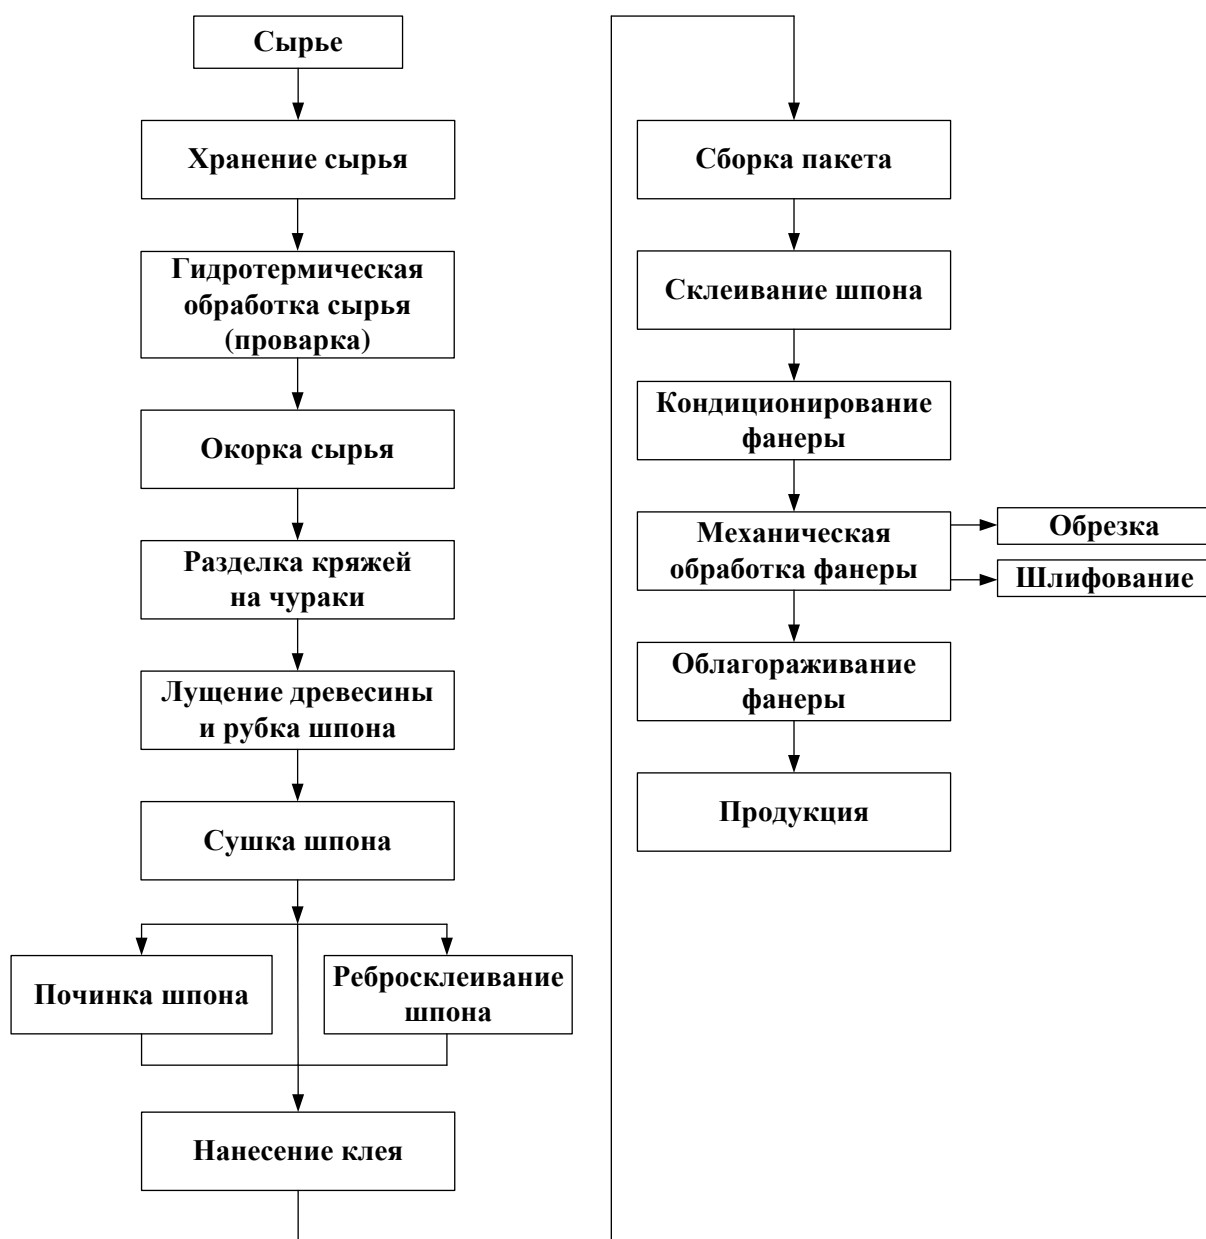 Сырье
Хранение сырья
Гидротермическая
обработка сырья
(проварка)
Окорка сырья
Разделка кряжей
на чураки
Лущение древесины
и рубка шпона
Сушка шпона
Починка шпона
Ребросклеивание
шпона
Нанесение клея
Сборка пакета
Склеивание шпона
Кондиционирование
фанеры
Механическая
обработка фанеры
Обрезка
Шлифование
Облагораживание
фанеры
Продукция